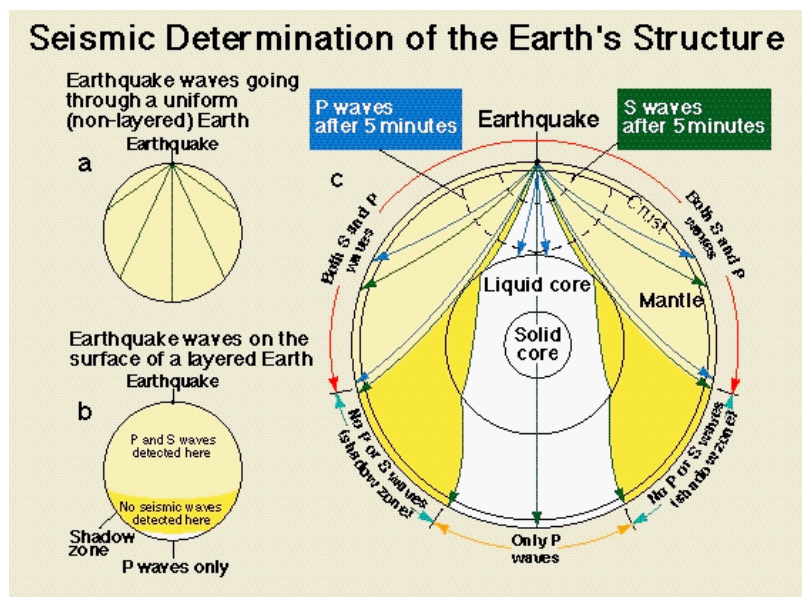 Seismic Determination of the Earth's Structure
Earthquake waves going
through a uniform
(non-layered) Earth
Earthquake
a
Earthquake waves on the
surface of a layered Earth
Earthquake
b
P and S waves
detected here
No seismic waves
detected here
Shadow
zone
P waves only
P waves
after 5 minutes
Earthquake
S waves
after 5 minutes
c
Both S and P
waves
Both S and P
waves
Crust
Mantle
Liquid core
Solid
core
No P or S waves
(shadow zone)
No P or S waves
(shadow zone)
Only P
waves